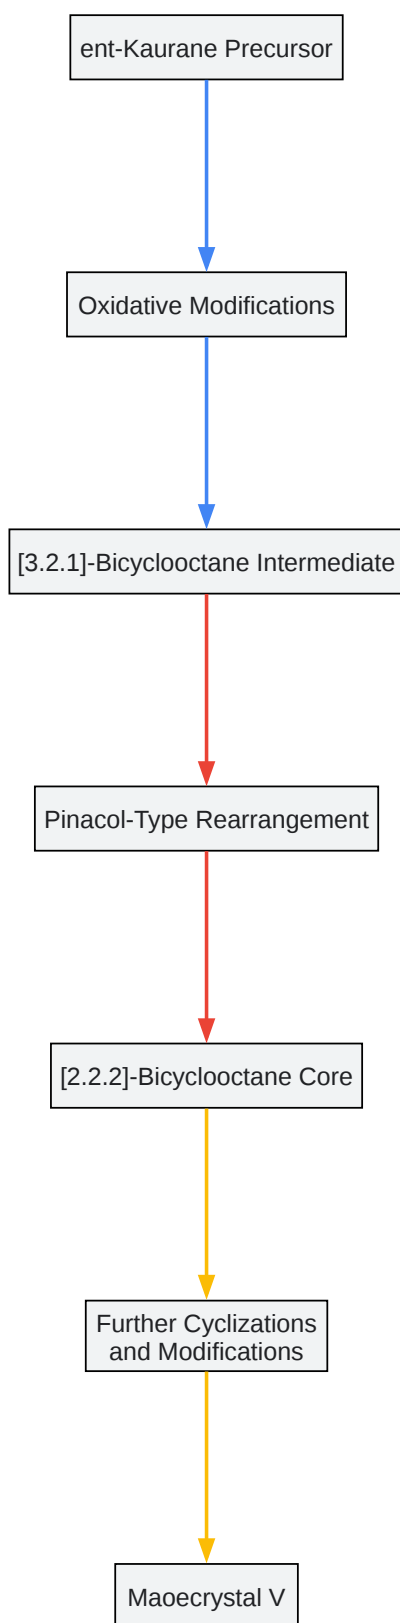 ent-Kaurane Precursor
Oxidative Modifications
[3.2.1]-Bicyclooctane Intermediate
Pinacol-Type Rearrangement
[2.2.2]-Bicyclooctane Core
Further Cyclizations
and Modifications
Maoecrystal V